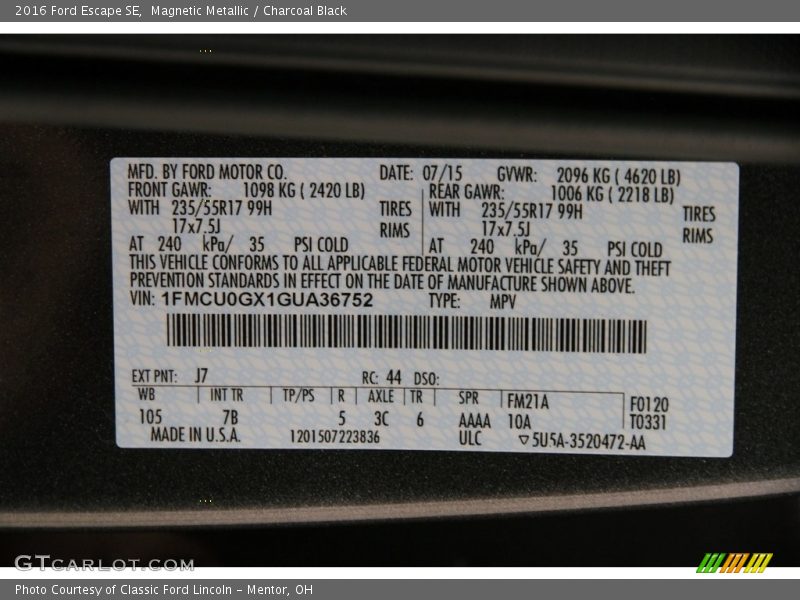 2016 Ford Escape SE,  Magnetic Metallic / Charcoal Black
MFD. BY FORD MOTOR CO. DATE: 07/15 GVWR: 2096 KG ( 4620 LB)
FRONT GAWR: 1098 KG ( 2420 LB) REAR GAWR: 1006 KG ( 2218 LB)
WITH 235/55R17 99H TIRES WITH 235/55R17 99H TIRES
17x7.5J RIMS 17x7.5J RIMS
AT 240 kPa/ 35 PSI COLD AT 240 kPa/ 35 PSI COLD
THIS VEHICLE CONFORMS TO ALL APPLICABLE FEDERAL MOTOR VEHICLE SAFETY AND THEFT
PREVENTION STANDARDS IN EFFECT ON THE DATE OF MANUFACTURE SHOWN ABOVE.
VIN: 1FMCU0GX1GUA36752 TYPE: MPV
EXT PNT: J7 RC: 44 DSO:
WB INT TR TP/PS R AXLE TR SPR FM21A F0120
105 7B 5 3C 6 AAAA 10A T0331
MADE IN U.S.A. 1201507223836 ULC ▽5U5A-3520472-AA
GTCARLOT.COM
Photo Courtesy of Classic Ford Lincoln - Mentor, OH